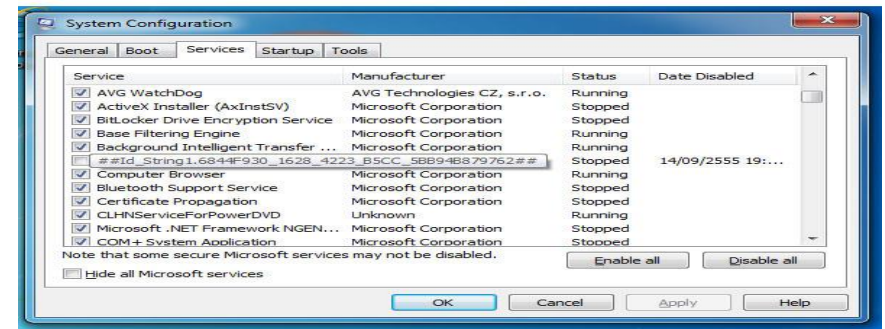 System Configuration
General Boot Services Startup Tools
Service Manufacturer Status Date Disabled
AVG WatchDog AVG Technologies CZ, s.r.o. Running
ActiveX Installer (AxInstSV) Microsoft Corporation Stopped
BitLocker Drive Encryption Service Microsoft Corporation Stopped
Base Filtering Engine Microsoft Corporation Running
Background Intelligent Transfer ... Microsoft Corporation Running
##Id_String1.6844F930_1628_4223_B5CC_5BB94B879762## Stopped 14/09/2555 19:...
Computer Browser Microsoft Corporation Running
Bluetooth Support Service Microsoft Corporation Stopped
Certificate Propagation Microsoft Corporation Stopped
CLHNServiceForPowerDVD Unknown Running
Microsoft .NET Framework NGEN... Microsoft Corporation Stopped
COM+ System Application Microsoft Corporation Stopped
Note that some secure Microsoft services may not be disabled.
Enable all Disable all
Hide all Microsoft services
OK Cancel Apply Help